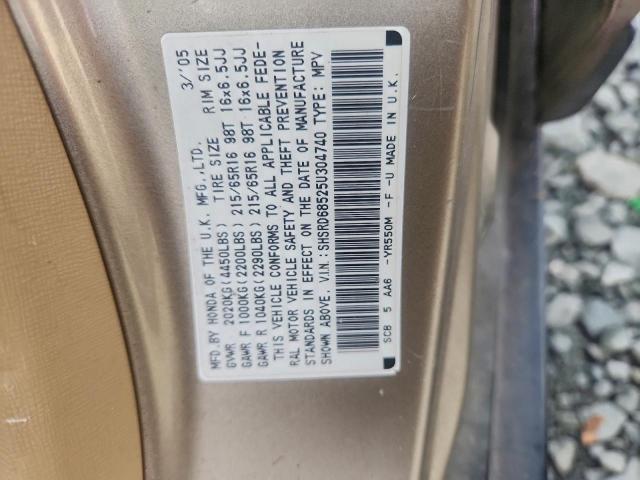 MFD.BY HONDA OF THE U.K. MFG.,LTD. 3/'05
TIRE SIZE RIM SIZE
GVWR 2020KG(4450LBS)
GAWR F 1000KG(2200LBS) 215/65R16 98T 16x6.5JJ
GAWR R 1040KG(2290LBS) 215/65R16 98T 16x6.5JJ
THIS VEHICLE CONFORMS TO ALL APPLICABLE FEDE-
RAL MOTOR VEHICLE SAFETY AND THEFT PREVENTION
STANDARDS IN EFFECT ON THE DATE OF MANUFACTURE
SHOWN ABOVE. V.I.N.:SHSRD68525U304740 TYPE: MPV
SCB 5 AA6 -YR550M -F -U MADE IN U.K.